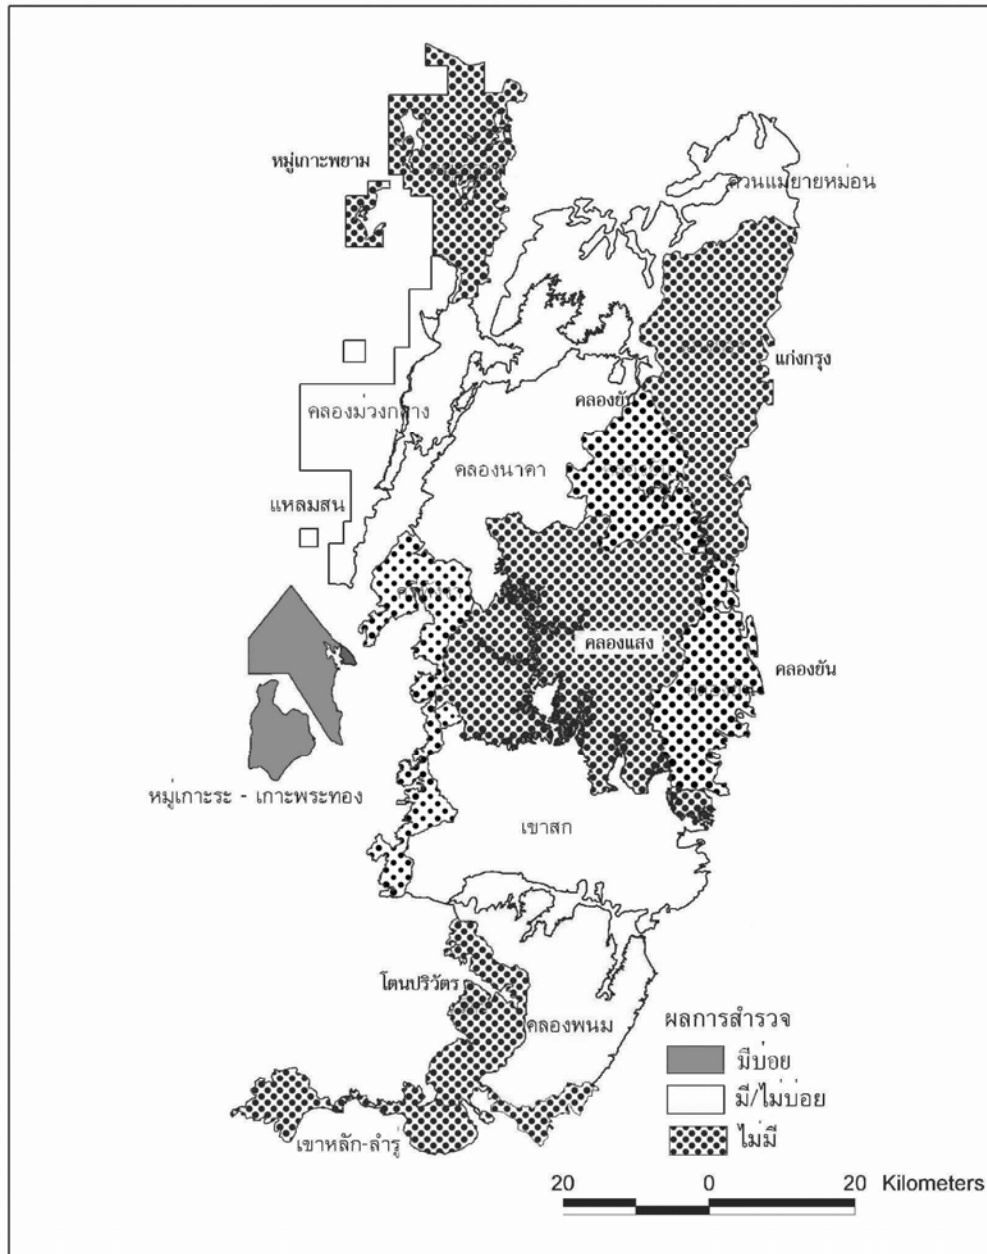 หมู่เกาะพยาม
ควนแม่ยายหม่อน
แก่งกรุง
คลองยัน
คลองม่วงกลาง
คลองนาคา
แหลมสน
คลองแสง
คลองยัน
หมู่เกาะระ - เกาะพระทอง
เขาสก
โตนปริวัตร
คลองพนม
เขาหลัก-ลำรู่
ผลการสำรวจ
มีบ่อย
มี/ไม่บ่อย
ไม่มี
20 0 20 Kilometers